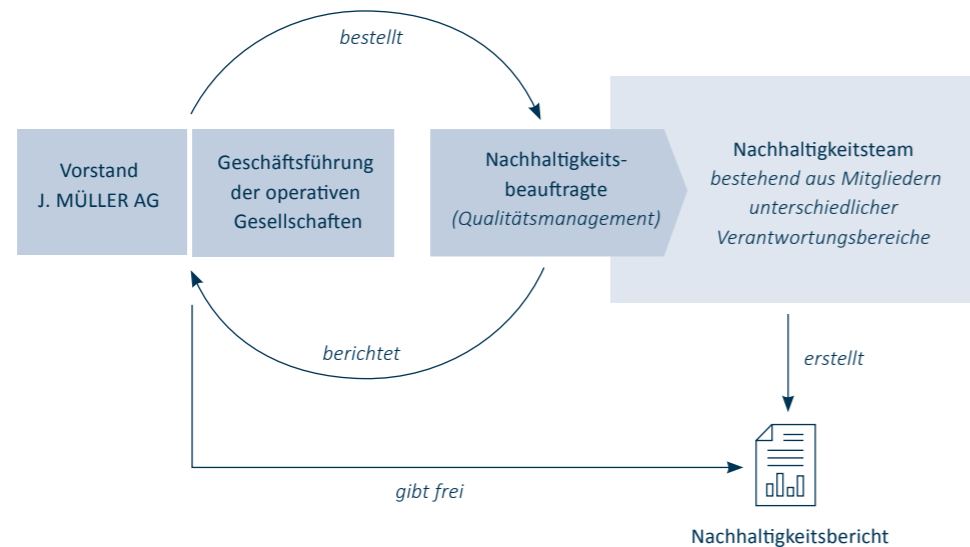 bestellt
Vorstand
J. MÜLLER AG
Geschäftsführung
der operativen
Gesellschaften
Nachhaltigkeits-
beauftragte
(Qualitätsmanagement)
Nachhaltigkeitsteam
bestehend aus Mitgliedern
unterschiedlicher
Verantwortungsbereiche
berichtet
erstellt
gibt frei
Nachhaltigkeitsbericht